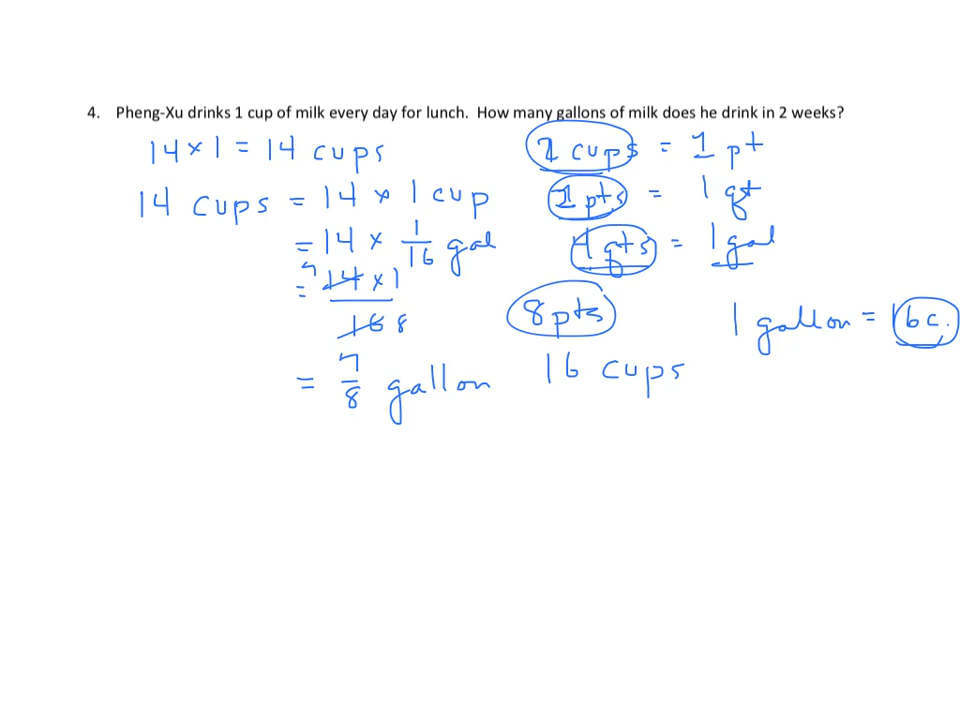 4. Pheng-Xu drinks 1 cup of milk every day for lunch. How many gallons of milk does he drink in 2 weeks?
14 × 1 = 14 cups
14 cups = 14 × 1 cup
= 14 × 1/16 gal
= 7 14 × 1
16 8
= 7/8 gallon
2 cups = 1 pt
2 pts = 1 qt
4 qts = 1 gal
8 pts
16 cups
1 gallon = 16 c.